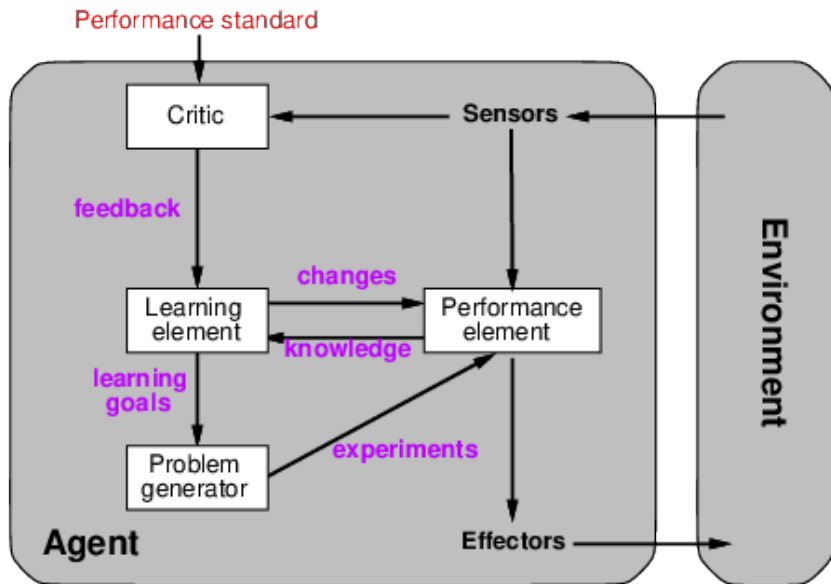 Performance standard
Critic
Sensors
feedback
changes
Learning
element
Performance
element
knowledge
learning
goals
experiments
Problem
generator
Agent
Effectors
Environment